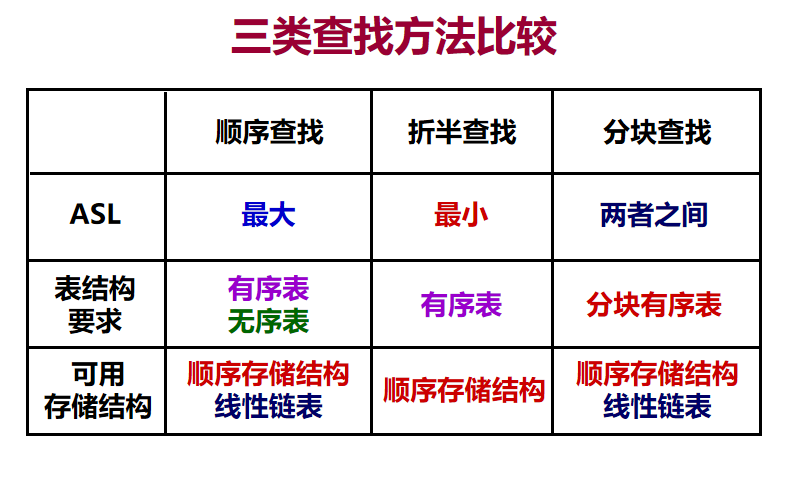 三类查找方法比较
顺序查找 折半查找 分块查找
ASL 最大 最小 两者之间
表结构
要求
有序表
无序表
有序表
分块有序表
可用
存储结构
顺序存储结构
线性链表
顺序存储结构
顺序存储结构
线性链表